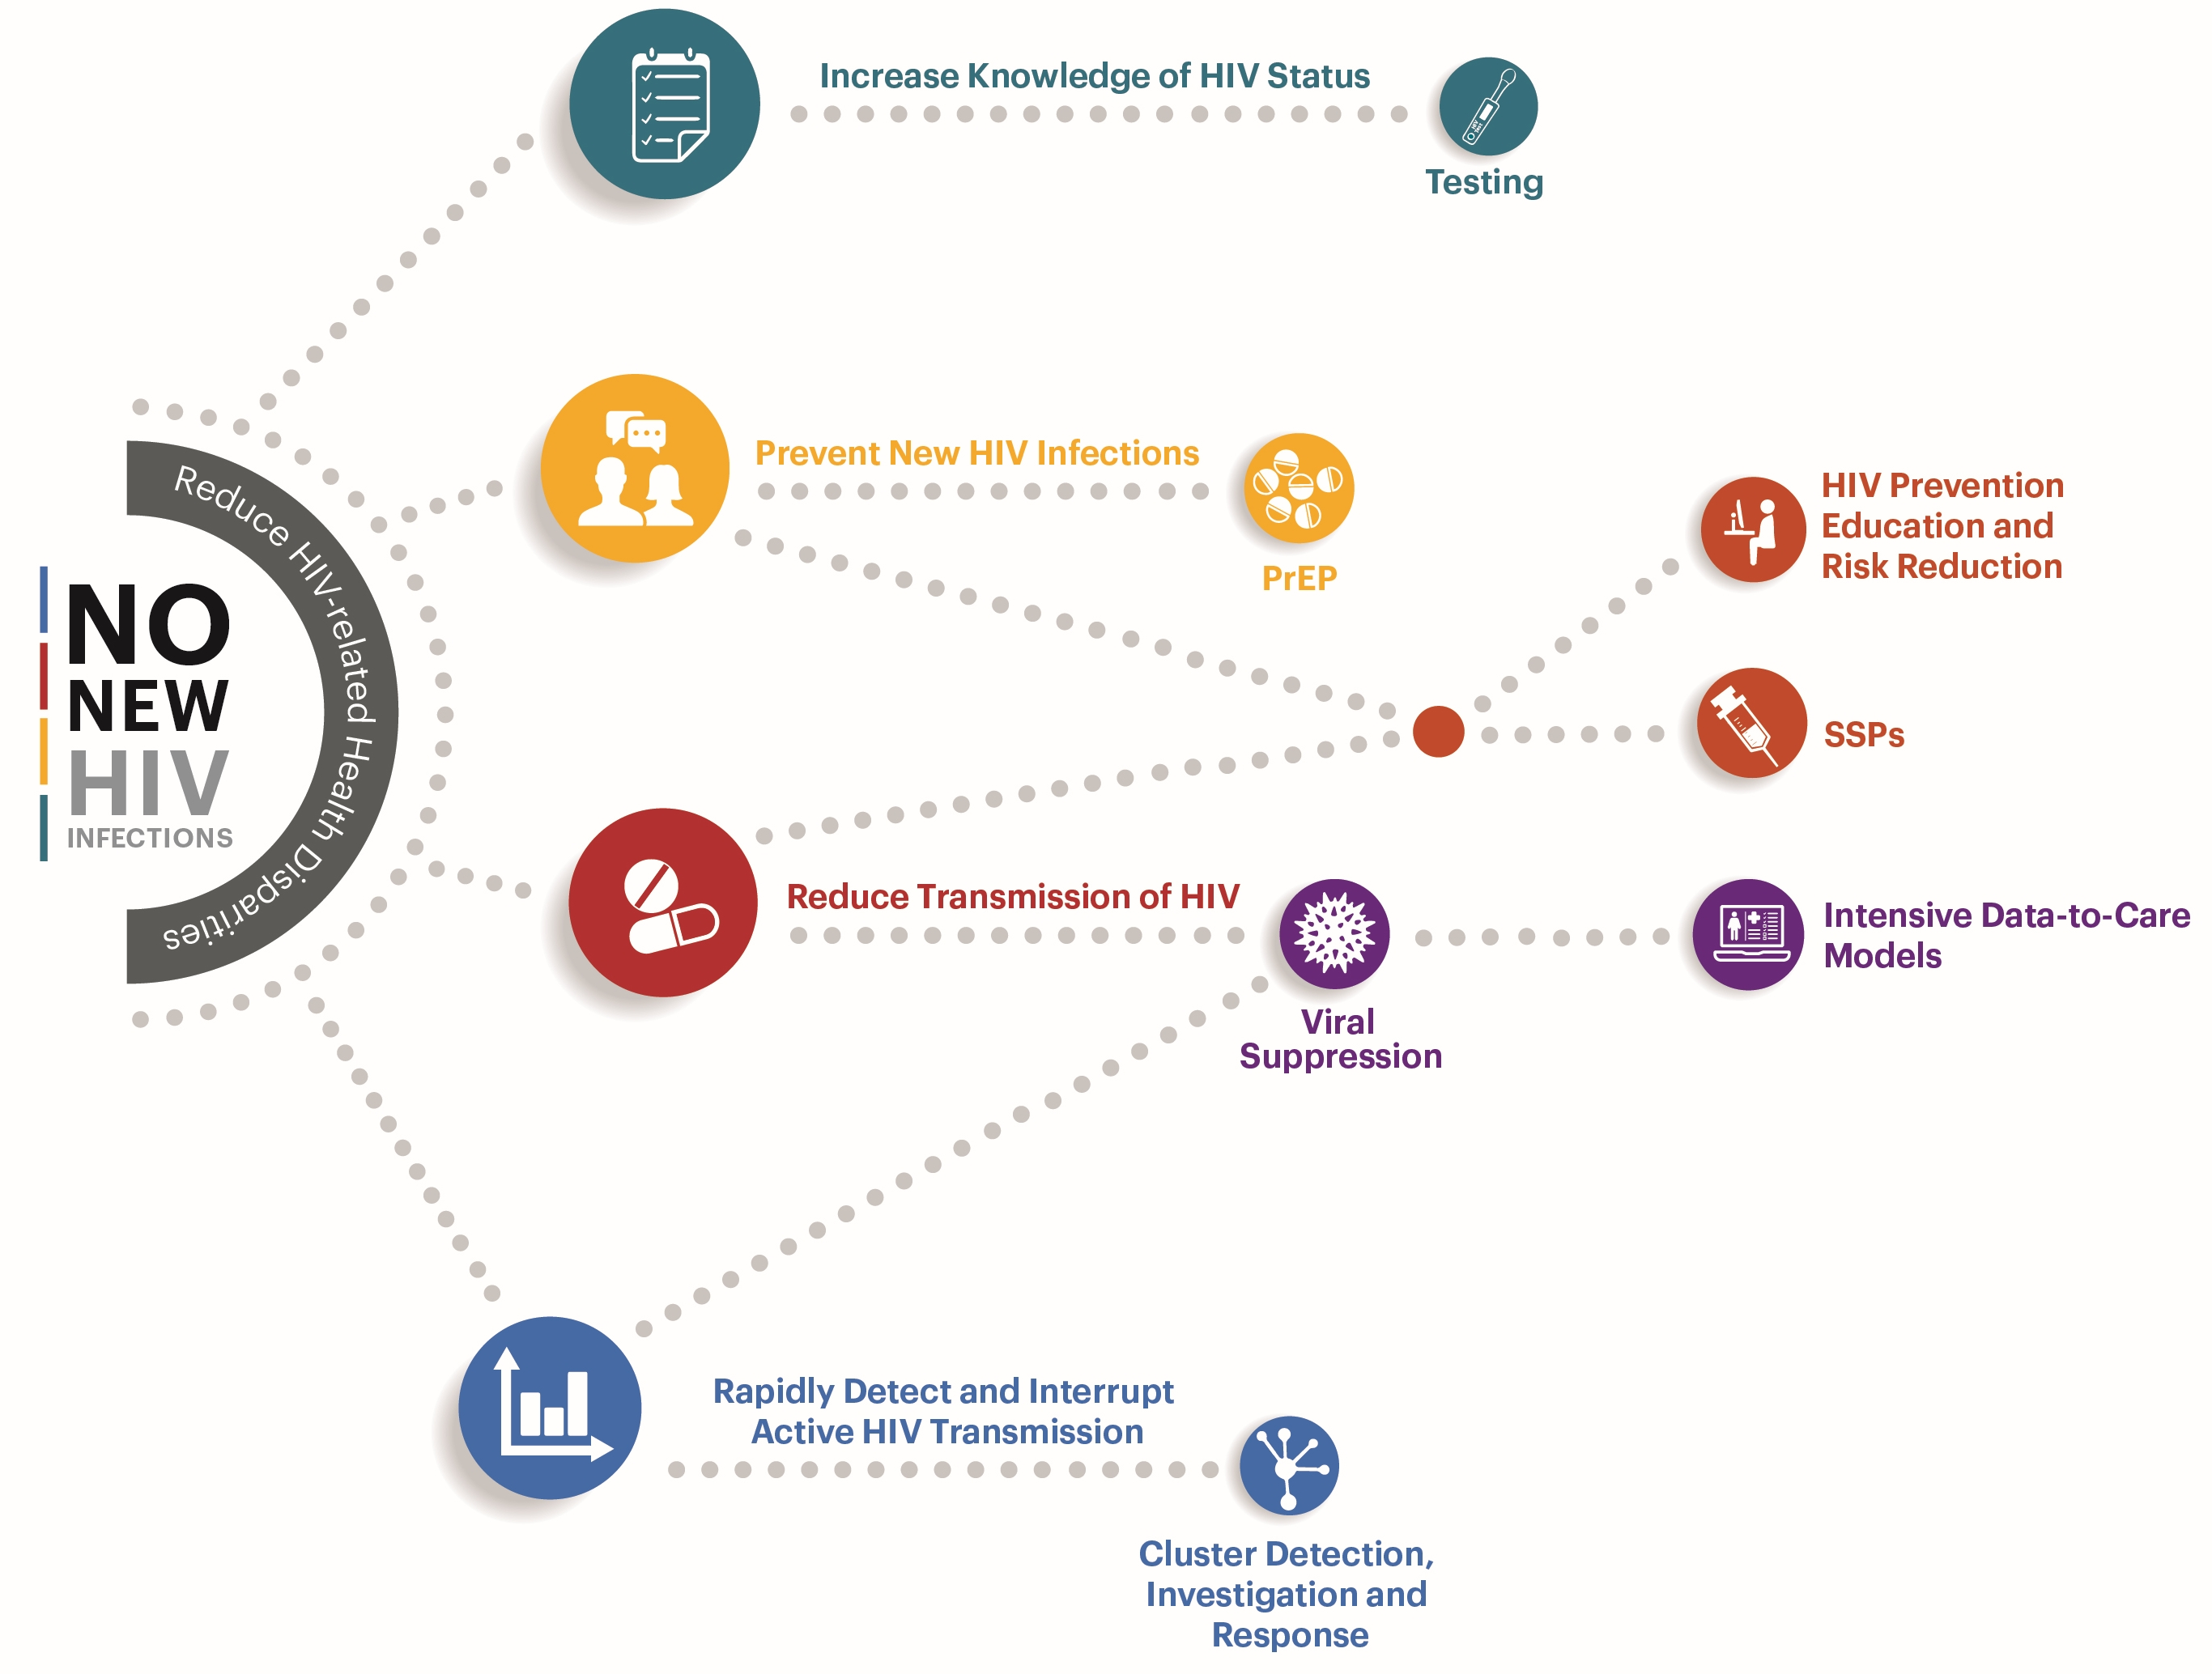 Increase Knowledge of HIV Status
Testing
Prevent New HIV Infections
PrEP
HIV Prevention
Education and
Risk Reduction
Reduce HIV-related Health Disparities
NO
NEW
HIV
INFECTIONS
SSPs
Reduce Transmission of HIV
Viral
Suppression
Intensive Data-to-Care
Models
Rapidly Detect and Interrupt
Active HIV Transmission
Cluster Detection,
Investigation and
Response